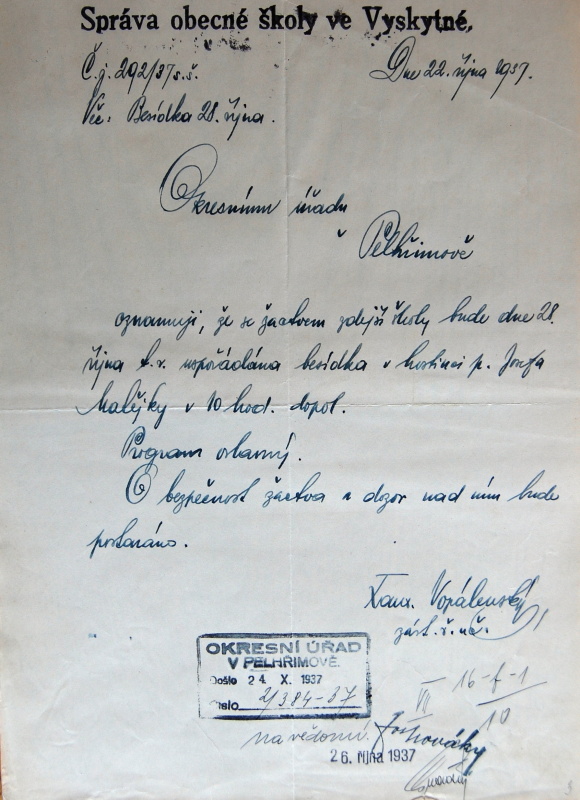 Správa obecné školy ve Vyskytné,
Č.j. 292/37 s.š.
Dne 22. října 1937.
Věc: Besídka 28. října.
Okresnímu úřadu
v Pelhřimově
oznamuji, že se žactvem zdejší školy bude dne 28.
října t.r. uspořádána besídka v hostinci p. Josefa
Matějky v 10 hod. dopol.
Program oslavný.
O bezpečnost žactva a dozor nad ním bude
postaráno.
Vopálenský
zást. ř. uč.
OKRESNÍ ÚŘAD
V PELHŘIMOVĚ.
Došlo 24. X. 1937
Číslo 21384-37
VI
16-f-1
10
na vědomí.
26. října 1937